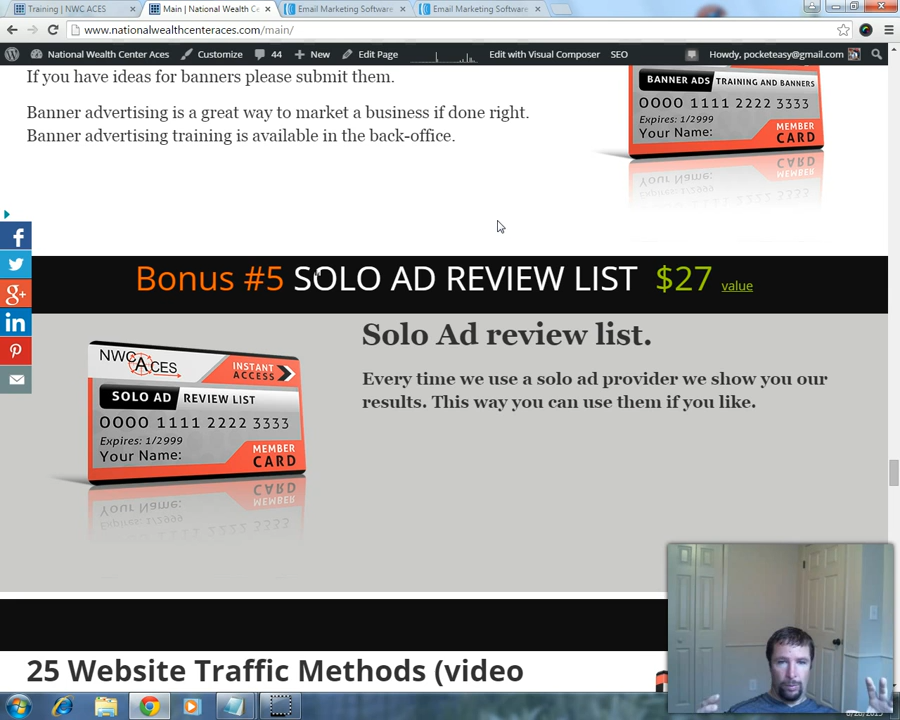 Training | NWC ACES
Main | National Wealth Ce
Email Marketing Software
Email Marketing Software
www.nationalwealthcenteraces.com/main/
National Wealth Center Aces
Customize
44
New
Edit Page
Edit with Visual Composer
SEO
Howdy, pocketeasy@gmail.com
If you have ideas for banners please submit them.
Banner advertising is a great way to market a business if done right.
Banner advertising training is available in the back-office.
BANNER ADS TRAINING AND BANNERS
0000 1111 2222 3333
Expires: 1/2999
Your Name:
MEMBER
CARD
Bonus #5 SOLO AD REVIEW LIST $27 value
NWC ACES
INSTANT
ACCESS
SOLO AD REVIEW LIST
0000 1111 2222 3333
Expires: 1/2999
Your Name:
MEMBER
CARD
Solo Ad review list.
Every time we use a solo ad provider we show you our
results. This way you can use them if you like.
25 Website Traffic Methods (video